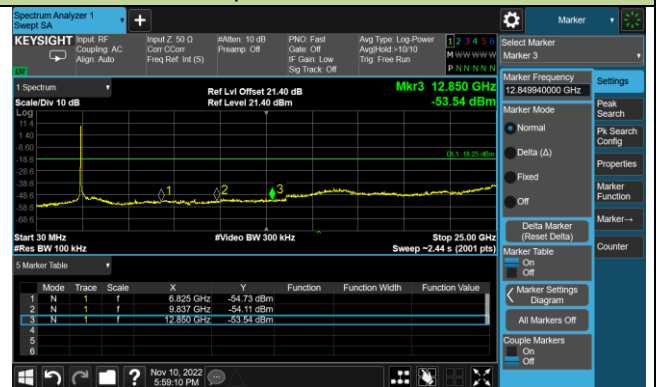 Spectrum Analyzer 1
Swept SA
Marker
KEYSIGHT
Input: RF
Coupling: AC
Align: Auto
Input Z: 50 Ω
Corr CCorr
Freq Ref: Int (S)
#Atten: 10 dB
Preamp: Off
PNO: Fast
Gate: Off
IF Gain: Low
Sig Track: Off
Avg Type: Log-Power
Avg|Hold:>10/10
Trig: Free Run
1 2 3 4 5 6
M W W W W W
P N N N N N
Select Marker
Marker 3
1 Spectrum
Scale/Div 10 dB
Ref Lvl Offset 21.40 dB
Ref Level 21.40 dBm
Mkr3 12.850 GHz
-53.54 dBm
Log
11.4
1.40
-8.60
-18.6
-28.6
-38.6
-48.6
-58.6
-68.6
DL1 -18.25 dBm
1
2
3
Start 30 MHz
#Res BW 100 kHz
#Video BW 300 kHz
Stop 25.00 GHz
Sweep ~2.44 s (2001 pts)
5 Marker Table
Mode Trace Scale X Y Function Function Width Function Value
1 N 1 f 6.825 GHz -54.73 dBm
2 N 1 f 9.837 GHz -54.11 dBm
3 N 1 f 12.850 GHz -53.54 dBm
4
5
6
Marker Frequency
12.849940000 GHz
Marker Mode
Normal
Delta (Δ)
Fixed
Off
Delta Marker
(Reset Delta)
Marker Table
On
Off
Marker Settings
Diagram
All Markers Off
Couple Markers
On
Off
Settings
Peak
Search
Pk Search
Config
Properties
Marker
Function
Marker→
Counter
Nov 10, 2022
5:59:10 PM